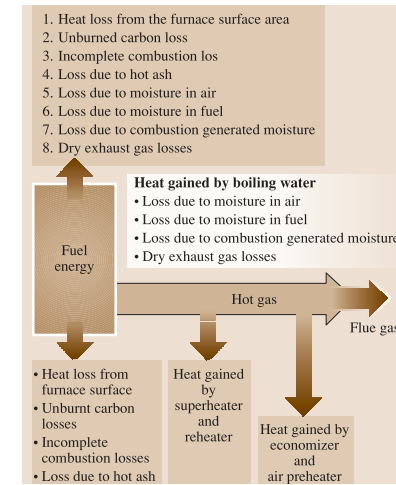 1. Heat loss from the furnace surface area
2. Unburned carbon loss
3. Incomplete combustion los
4. Loss due to hot ash
5. Loss due to moisture in air
6. Loss due to moisture in fuel
7. Loss due to combustion generated moisture
8. Dry exhaust gas losses
Heat gained by boiling water
• Loss due to moisture in air
• Loss due to moisture in fuel
• Loss due to combustion generated moisture
• Dry exhaust gas losses
Fuel
energy
Hot gas
Flue gas
• Heat loss from
furnace surface
• Unburnt carbon
losses
• Incomplete
combustion losses
• Loss due to hot ash
Heat gained
by
superheater
and
reheater
Heat gained by
economizer
and
air preheater